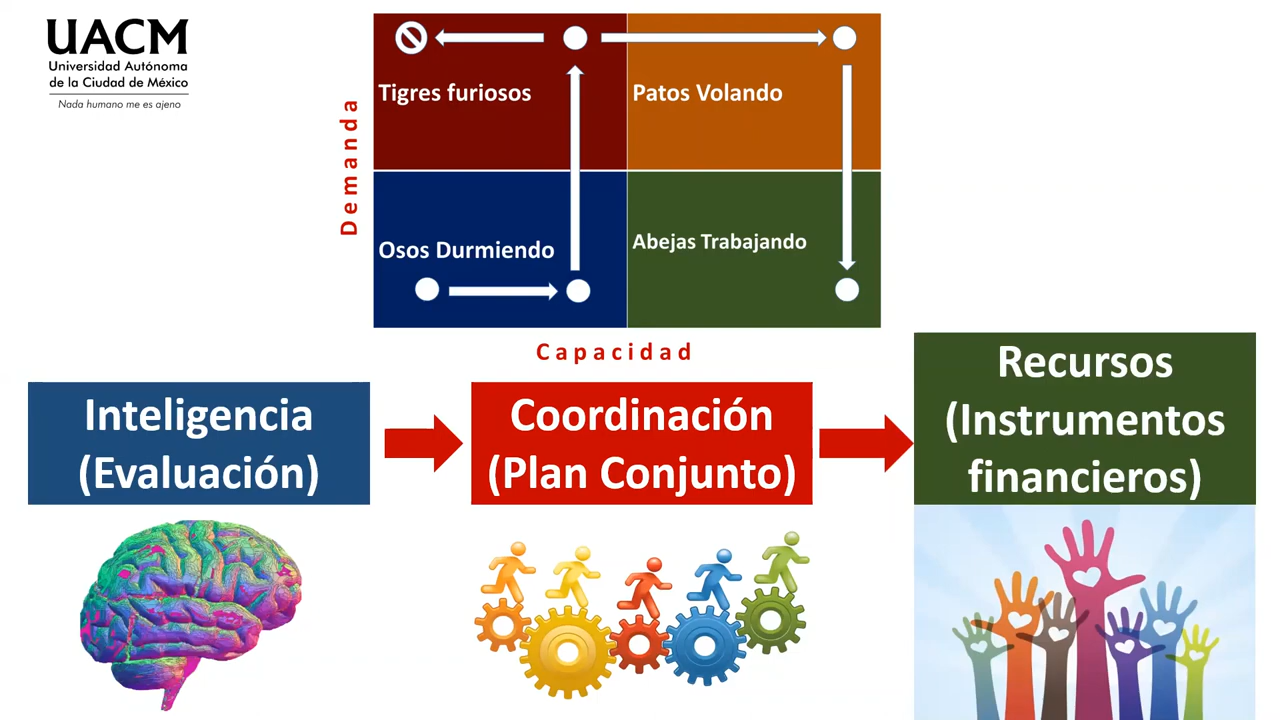 UACM
Universidad Autónoma
de la Ciudad de México
Nada humano me es ajeno
Demanda
Tigres furiosos
Patos Volando
Osos Durmiendo
Abejas Trabajando
Capacidad
Inteligencia
(Evaluación)
Coordinación
(Plan Conjunto)
Recursos
(Instrumentos
financieros)